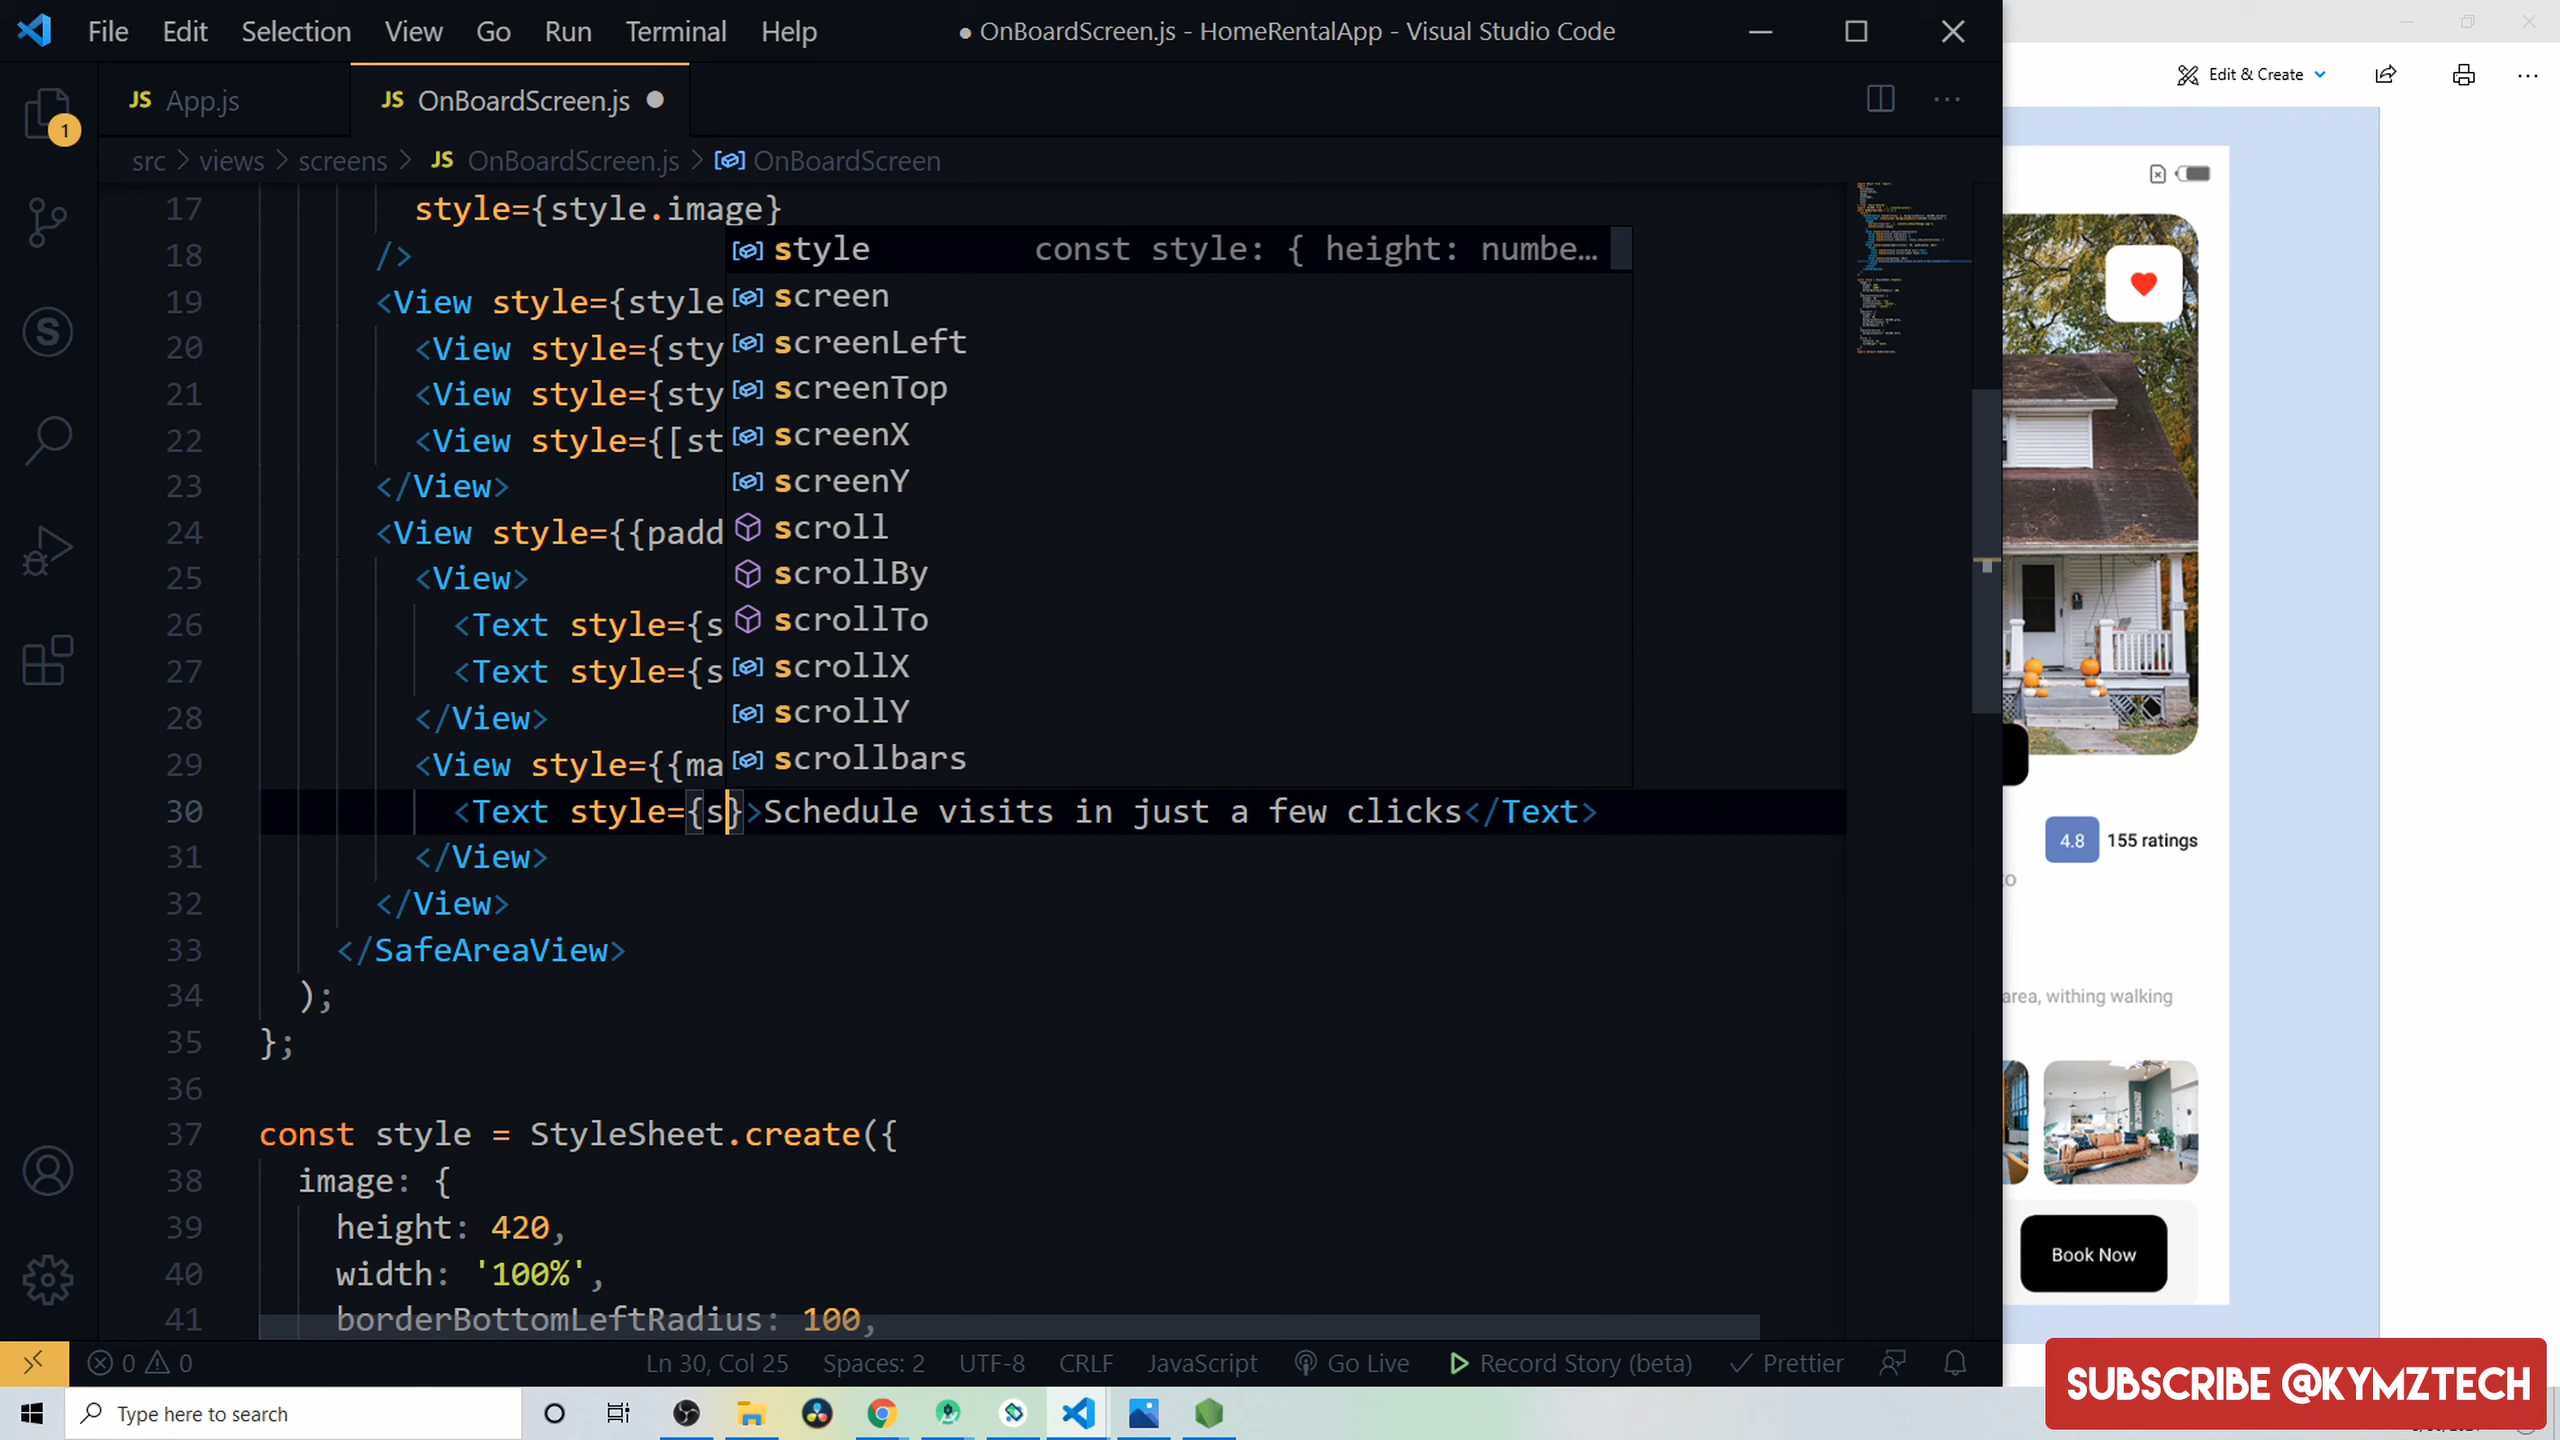 File Edit Selection View Go Run Terminal Help
● OnBoardScreen.js - HomeRentalApp - Visual Studio Code
Edit & Create
JS App.js
JS OnBoardScreen.js
src > views > screens > JS OnBoardScreen.js > OnBoardScreen
1
17 style={style.image}
18 />
19 <View style={style
20 <View style={sty
21 <View style={sty
22 <View style={[st
23 </View>
24 <View style={{padd
25 <View>
26 <Text style={s
27 <Text style={s
28 </View>
29 <View style={{ma
30 <Text style={s}>Schedule visits in just a few clicks</Text>
31 </View>
32 </View>
33 </SafeAreaView>
34 );
35 };
36
37 const style = StyleSheet.create({
38 image: {
39 height: 420,
40 width: '100%',
41 borderBottomLeftRadius: 100,
style const style: { height: numbe...
screen
screenLeft
screenTop
screenX
screenY
scroll
scrollBy
scrollTo
scrollX
scrollY
scrollbars
4.8 155 ratings
to
area, withing walking
Book Now
0 0
Ln 30, Col 25 Spaces: 2 UTF-8 CRLF JavaScript Go Live Record Story (beta) Prettier
SUBSCRIBE @KYMZTECH
Type here to search